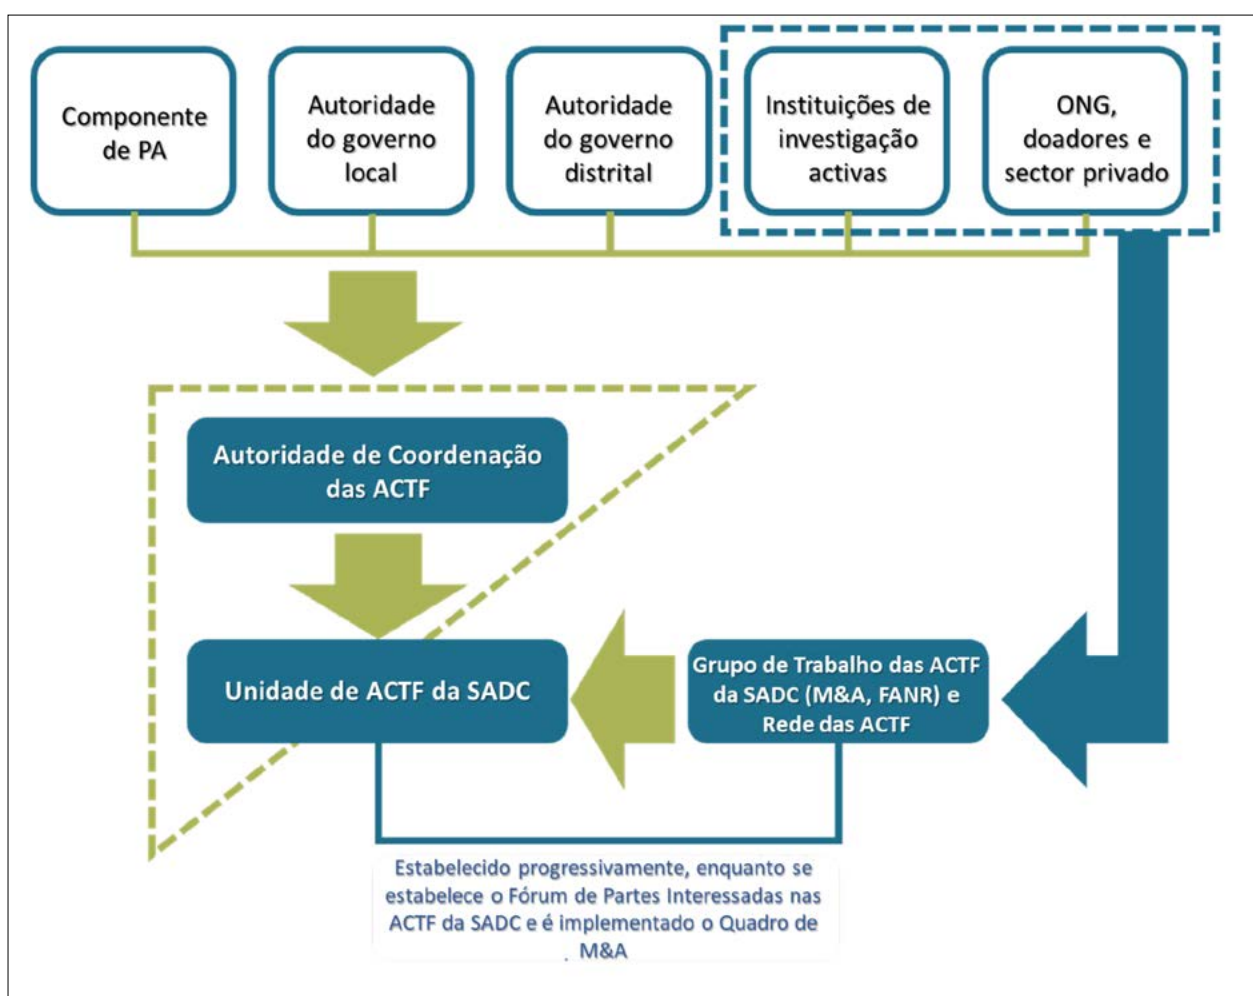 Componente
de PA
Autoridade
do governo
local
Autoridade
do governo
distrital
Instituições de
investigação
activas
ONG,
doadores e
sector privado
Autoridade de Coordenação
das ACTF
Unidade de ACTF da SADC
Grupo de Trabalho das ACTF
da SADC (M&A, FANR) e
Rede das ACTF
Estabelecido progressivamente, enquanto se
estabelece o Fórum de Partes Interessadas nas
ACTF da SADC e é implementado o Quadro de
. M&A